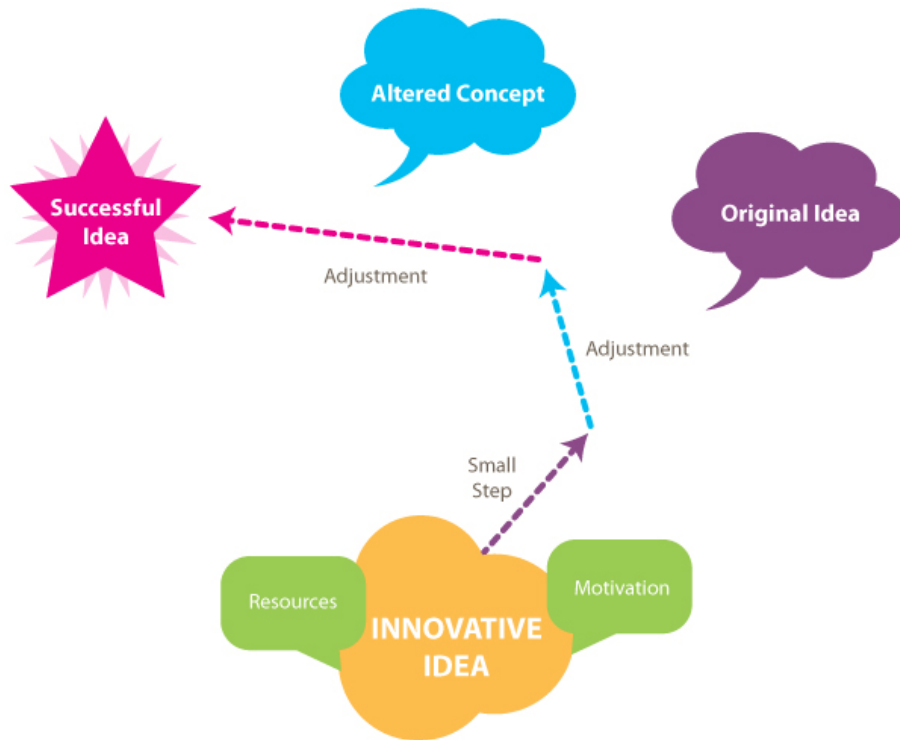 Altered Concept
Successful
Idea
Original Idea
Adjustment
Adjustment
Small
Step
Resources
Motivation
INNOVATIVE
IDEA